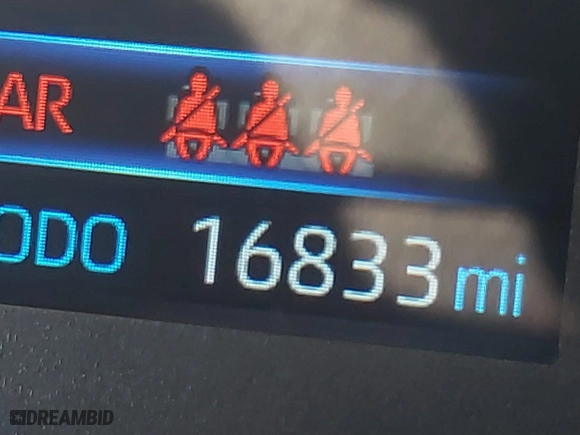 AR
ODO 16833 mi
DREAMBID